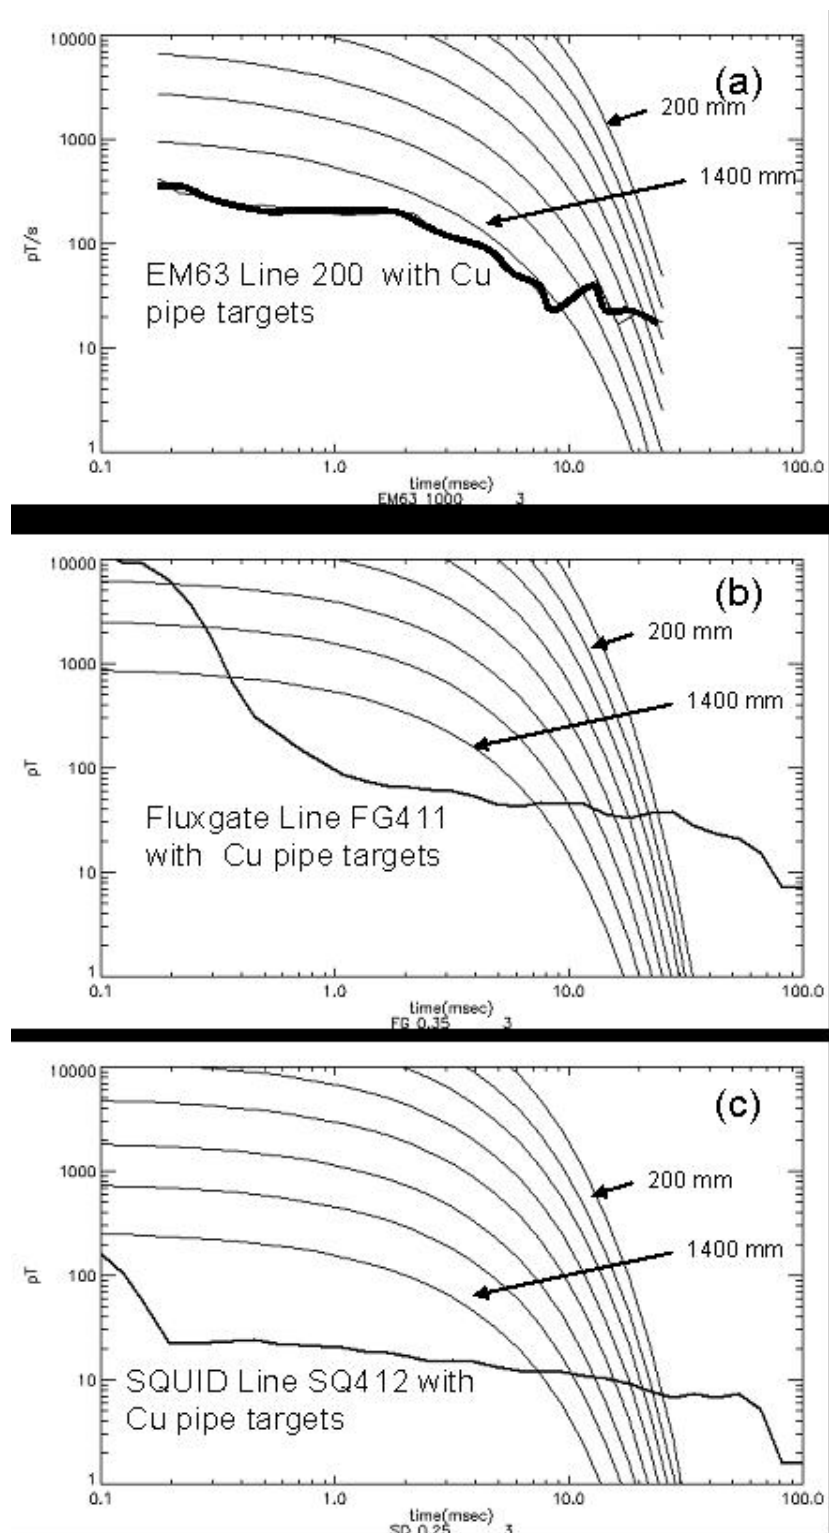 10000
(a)
200 mm
1000
1400 mm
pT/s
100
EM63 Line 200 with Cu
pipe targets
10
1
0.1 1.0 10.0 100.0
time(msec)
EM63 1000 3
10000
(b)
200 mm
1000
1400 mm
pT
100
Fluxgate Line FG411
with Cu pipe targets
10
1
0.1 1.0 10.0 100.0
time(msec)
FG 0.35 3
10000
(c)
1000
200 mm
1400 mm
pT
100
10
SQUID Line SQ412 with
Cu pipe targets
1
0.1 1.0 10.0 100.0
time(msec)
SQ 0.25 3